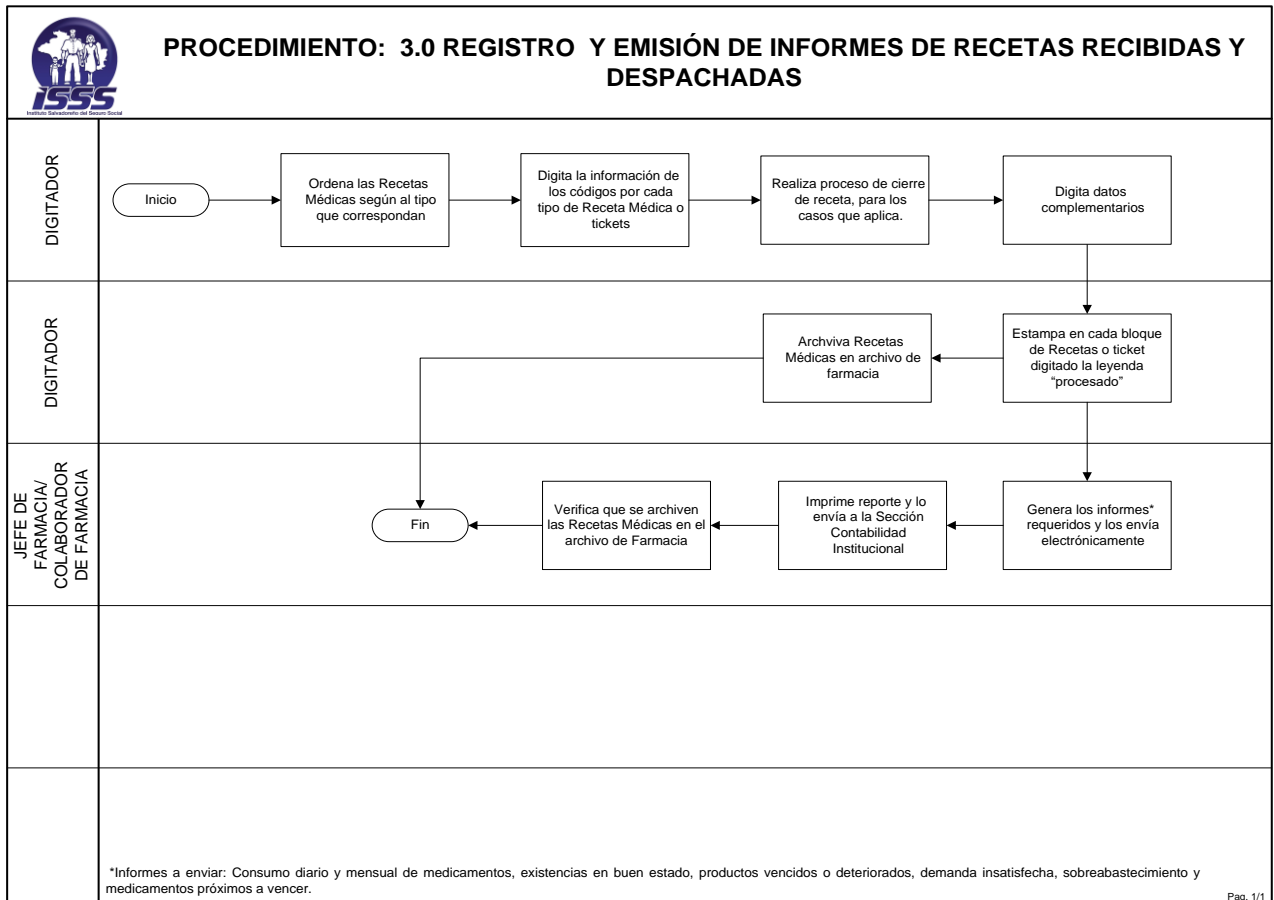 PROCEDIMIENTO: 3.0 REGISTRO Y EMISIÓN DE INFORMES DE RECETAS RECIBIDAS Y
DESPACHADAS
ISSS
Instituto Salvadoreño del Seguro Social
DIGITADOR
Inicio
Ordena las Recetas
Médicas según al tipo
que correspondan
Digita la información de
los códigos por cada
tipo de Receta Médica o
tickets
Realiza proceso de cierre
de receta, para los
casos que aplica.
Digita datos
complementarios
DIGITADOR
Archviva Recetas
Médicas en archivo de
farmacia
Estampa en cada bloque
de Recetas o ticket
digitado la leyenda
“procesado”
JEFE DE
FARMACIA/
COLABORADOR
DE FARMACIA
Fin
Verifica que se archiven
las Recetas Médicas en el
archivo de Farmacia
Imprime reporte y lo
envía a la Sección
Contabilidad
Institucional
Genera los informes*
requeridos y los envía
electrónicamente
*Informes a enviar: Consumo diario y mensual de medicamentos, existencias en buen estado, productos vencidos o deteriorados, demanda insatisfecha, sobreabastecimiento y
medicamentos próximos a vencer.
Pag. 1/1